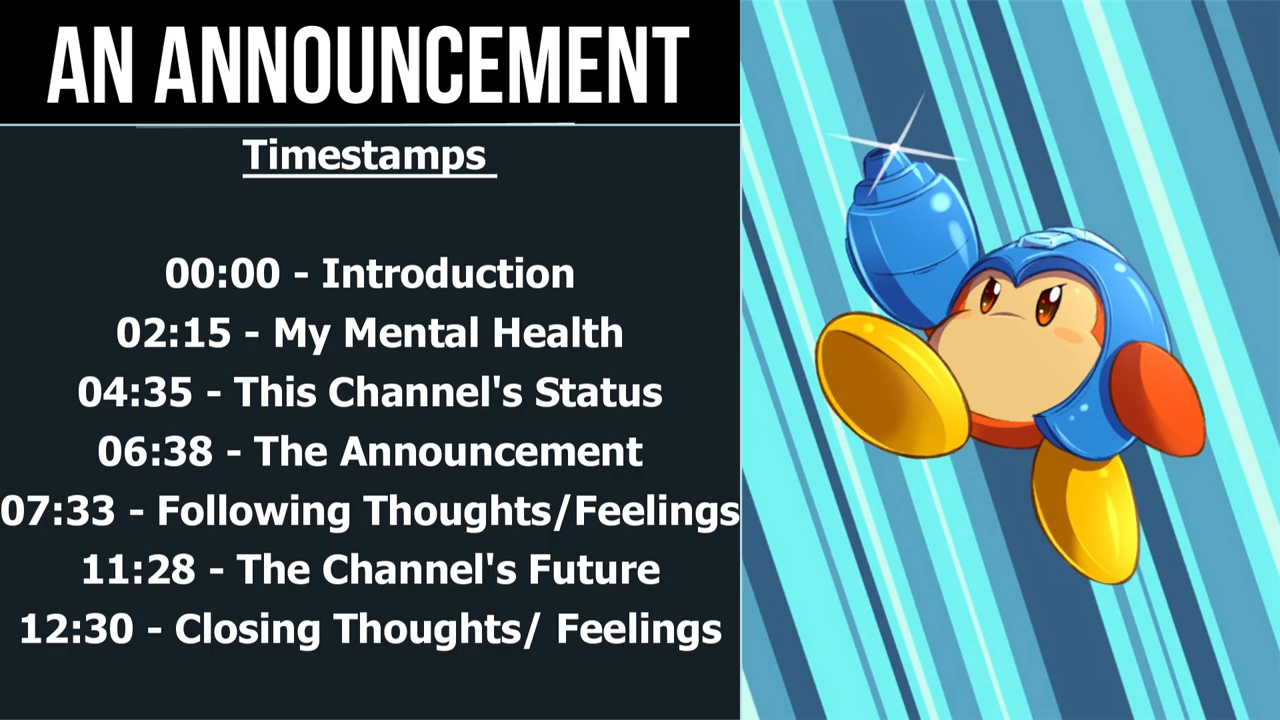 AN ANNOUNCEMENT
Timestamps
00:00 - Introduction
02:15 - My Mental Health
04:35 - This Channel's Status
06:38 - The Announcement
07:33 - Following Thoughts/Feelings
11:28 - The Channel's Future
12:30 - Closing Thoughts/ Feelings